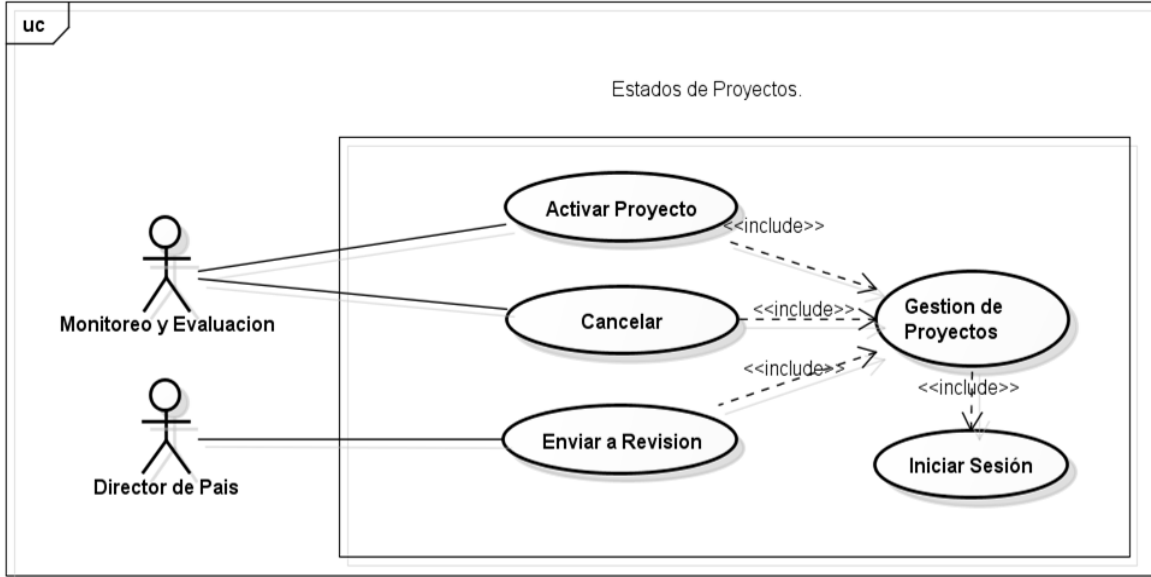 uc
Estados de Proyectos.
Activar Proyecto
<<include>>
Monitoreo y Evaluacion
Cancelar
<<include>>
Gestion de
Proyectos
<<include>>
<<include>>
Director de Pais
Enviar a Revision
Iniciar Sesión